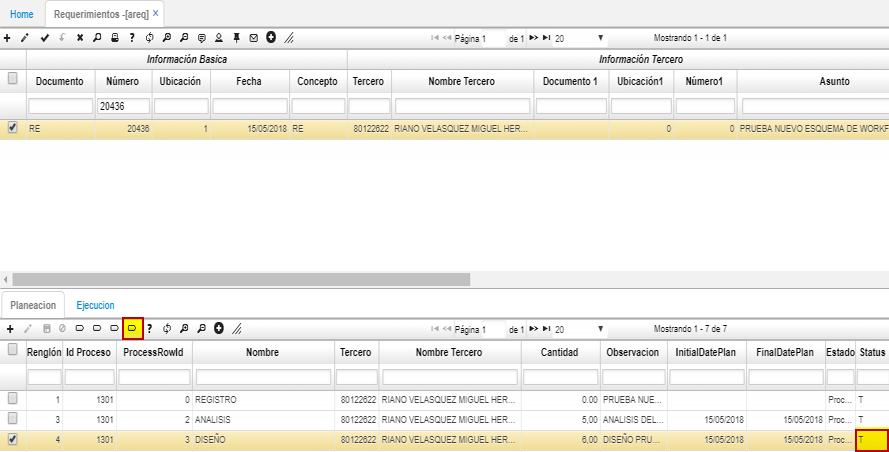 Home Requerimientos -[areq] X
Página 1 de 1 20 Mostrando 1 - 1 de 1
Información Basica Información Tercero
Documento Número Ubicación Fecha Concepto Tercero Nombre Tercero Documento 1 Ubicación1 Número1 Asunto
20436
RE 20436 1 15/05/2018 RE 80122622 RIANO VELASQUEZ MIGUEL HER... 0 0 PRUEBA NUEVO ESQUEMA DE WORKF
Planeacion Ejecucion
Página 1 de 1 20 Mostrando 1 - 7 de 7
Renglón Id Proceso ProcessRowId Nombre Tercero Nombre Tercero Cantidad Observacion InitialDatePlan FinalDatePlan Estado Status
1 1301 0 REGISTRO 80122622 RIANO VELASQUEZ MIGUEL HER... 0.00 PRUEBA NUE... Proc... T
3 1301 2 ANALISIS 80122622 RIANO VELASQUEZ MIGUEL HER... 5,00 ANALISIS DEL... 15/05/2018 15/05/2018 Proc... T
4 1301 3 DISEÑO 80122622 RIANO VELASQUEZ MIGUEL HER... 6,00 DISEÑO PRU... 15/05/2018 15/05/2018 Proc... T